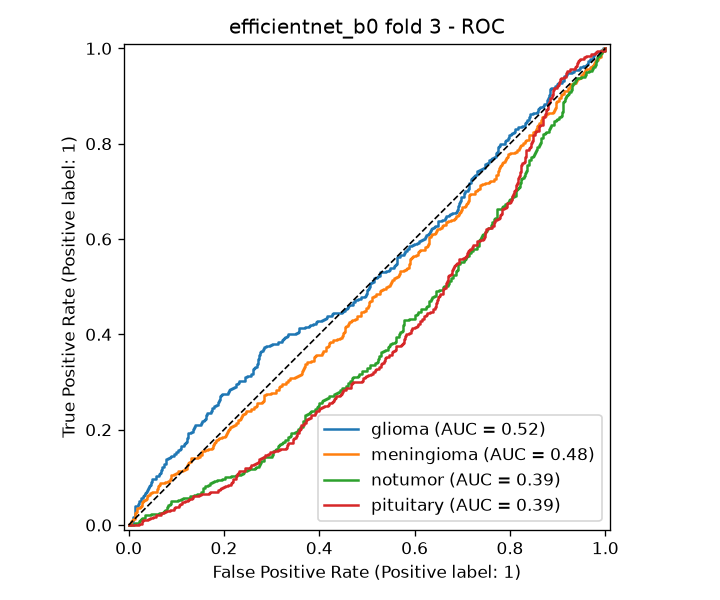 efficientnet_b0 fold 3 - ROC
True Positive Rate (Positive label: 1)
1.0
0.8
0.6
0.4
0.2
0.0
glioma (AUC = 0.52)
meningioma (AUC = 0.48)
notumor (AUC = 0.39)
pituitary (AUC = 0.39)
0.0 0.2 0.4 0.6 0.8 1.0
False Positive Rate (Positive label: 1)